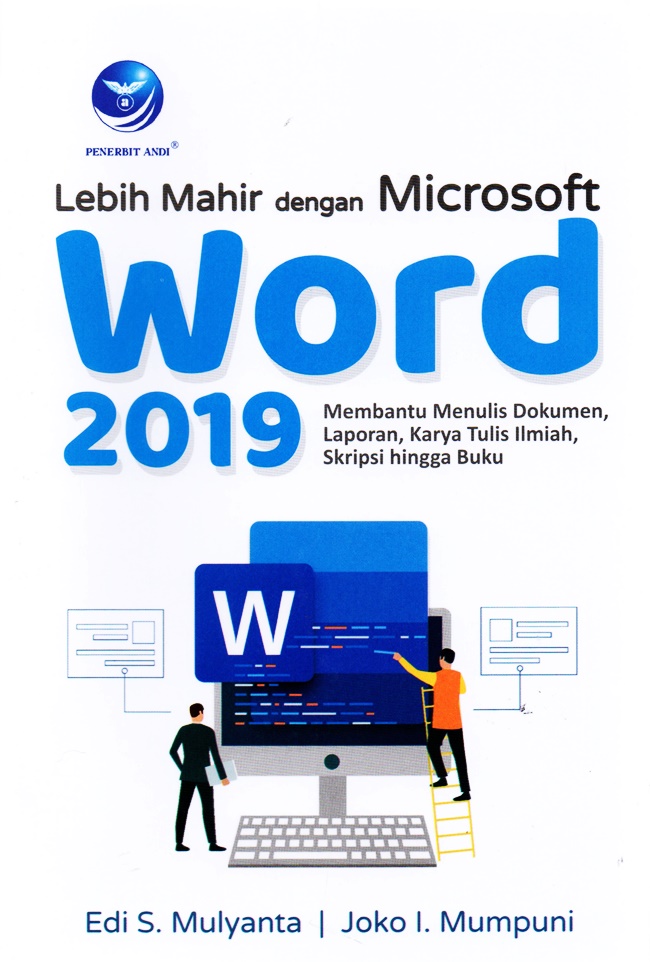 a
PENERBIT ANDI®
Lebih Mahir dengan Microsoft
Word
2019
Membantu Menulis Dokumen,
Laporan, Karya Tulis Ilmiah,
Skripsi hingga Buku
W
Edi S. Mulyanta | Joko I. Mumpuni